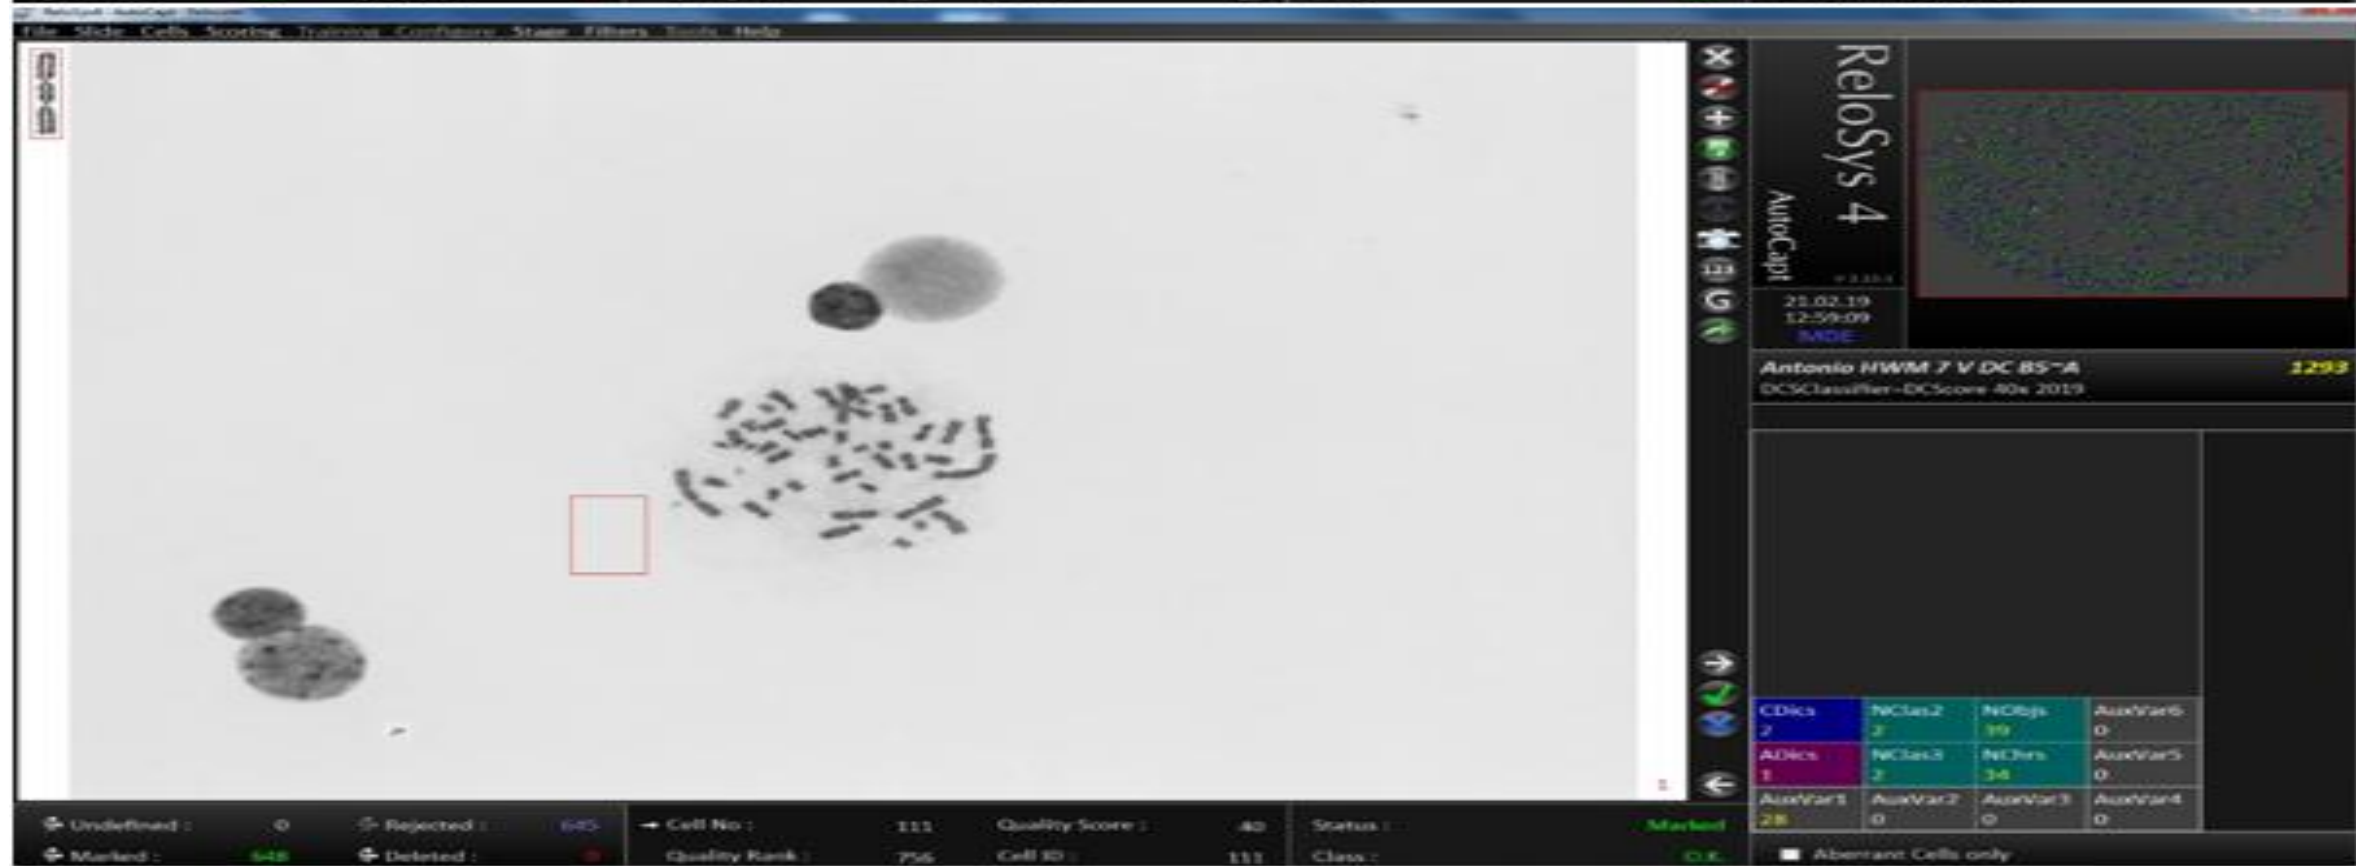 File Slide Cells Scoring Training Configure Stage Filters Tools Help
ReloSys 4
AutoCapt
21.02.19
12:59:09
Antonio HWM 7 V DC BS~A 1293
DCSClassifier-DCScore 40x 2019
123
G
CDics NClas2 NObjs AuxVar6
2 2 39 0
ADics NClas3 NChrs AuxVar5
1 2 34 0
AuxVar1 AuxVar2 AuxVar3 AuxVar4
28 0 0 0
Aberrant Cells only
Undefined : 0 Rejected : 645 Cell No : 111 Quality Score : 40 Status : Marked
Marked : 648 Deleted : 0 Quality Rank : 756 Cell ID : 111 Class : O.K.